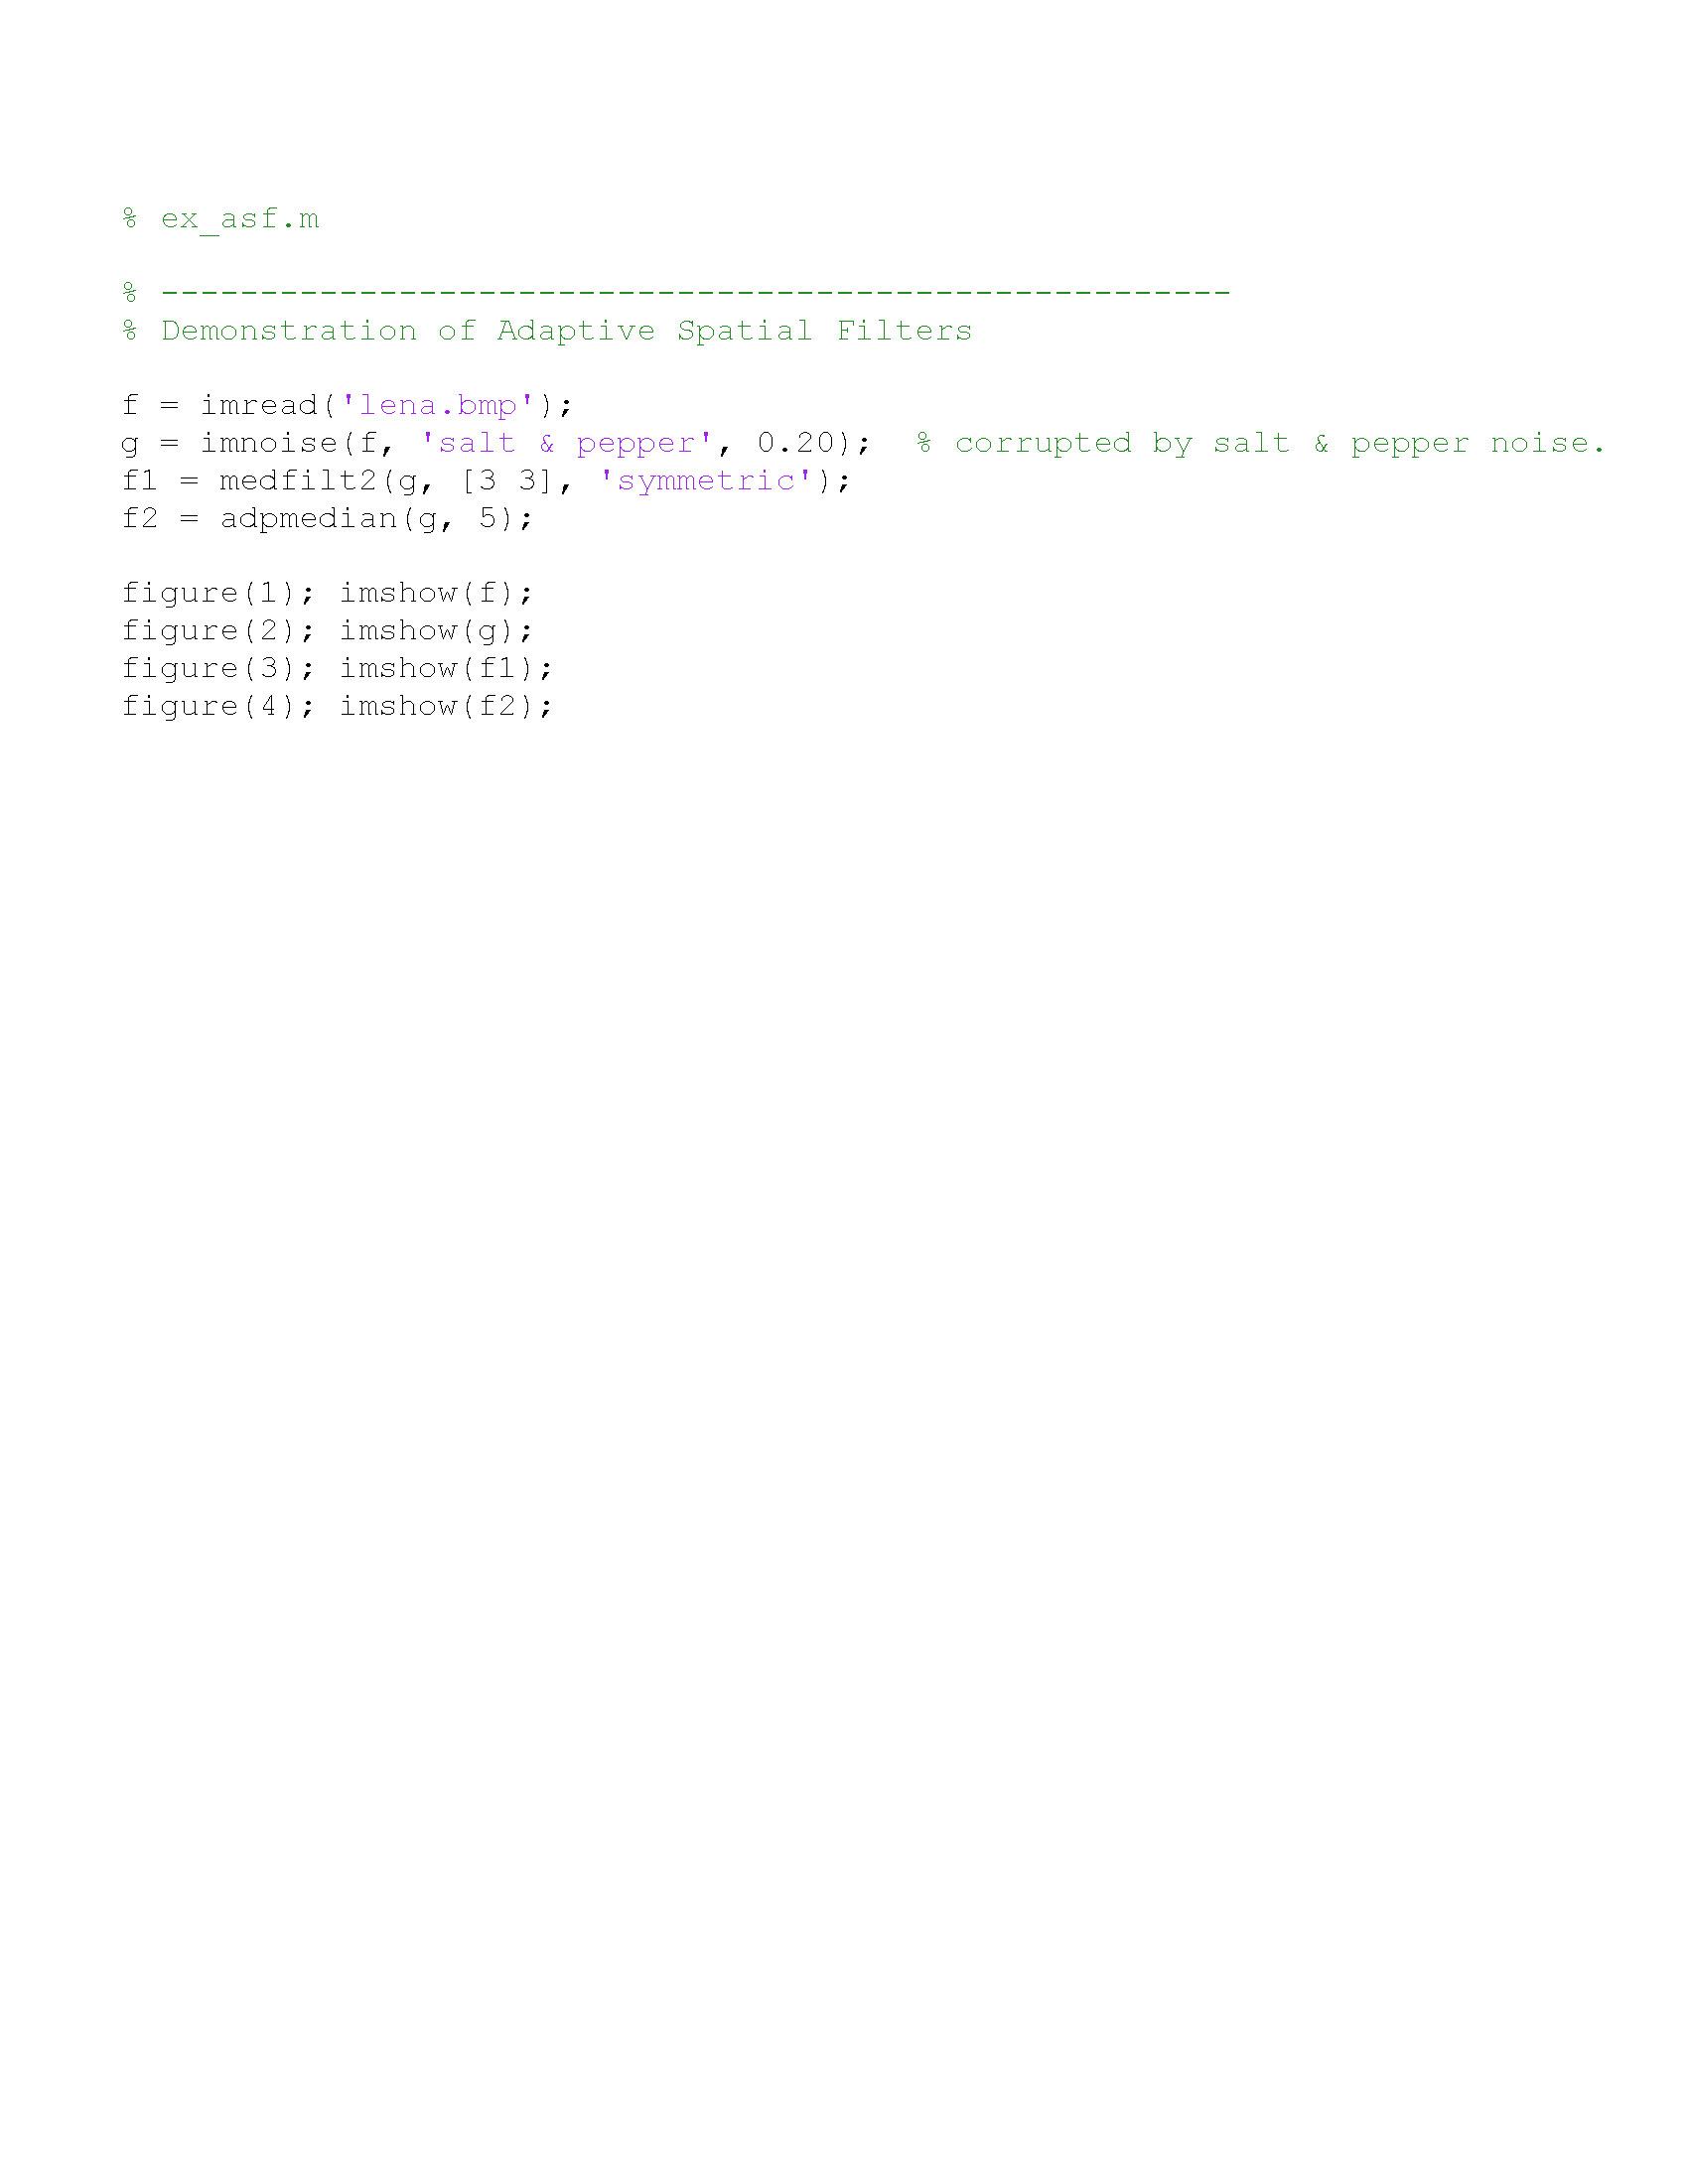 % ex_asf.m
% ------------------------------------------------------
% Demonstration of Adaptive Spatial Filters
f = imread('lena.bmp');
g = imnoise(f, 'salt & pepper', 0.20);  % corrupted by salt & pepper noise.
f1 = medfilt2(g, [3 3], 'symmetric');
f2 = adpmedian(g, 5);
figure(1); imshow(f);
figure(2); imshow(g);
figure(3); imshow(f1);
figure(4); imshow(f2);